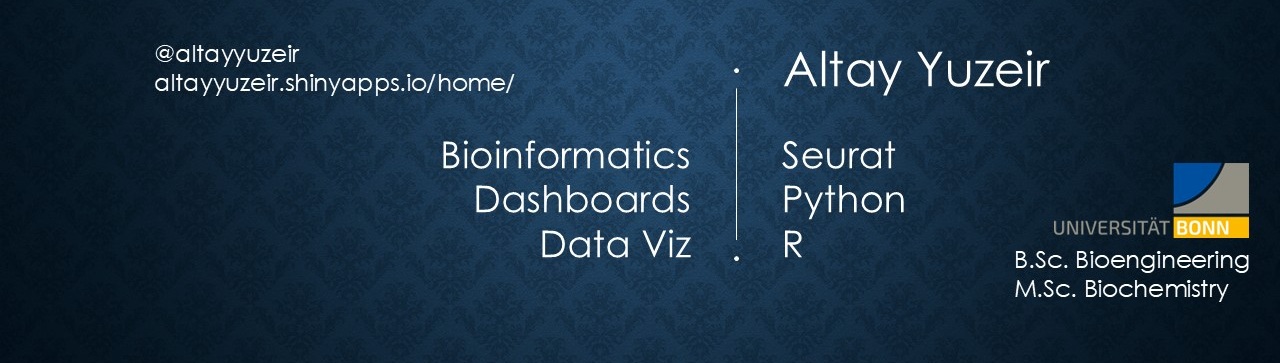 @altayyuzeir
altayyuzeir.shinyapps.io/home/
Altay Yuzeir
Bioinformatics
Dashboards
Data Viz
Seurat
Python
R
UNIVERSITÄT BONN
B.Sc. Bioengineering
M.Sc. Biochemistry